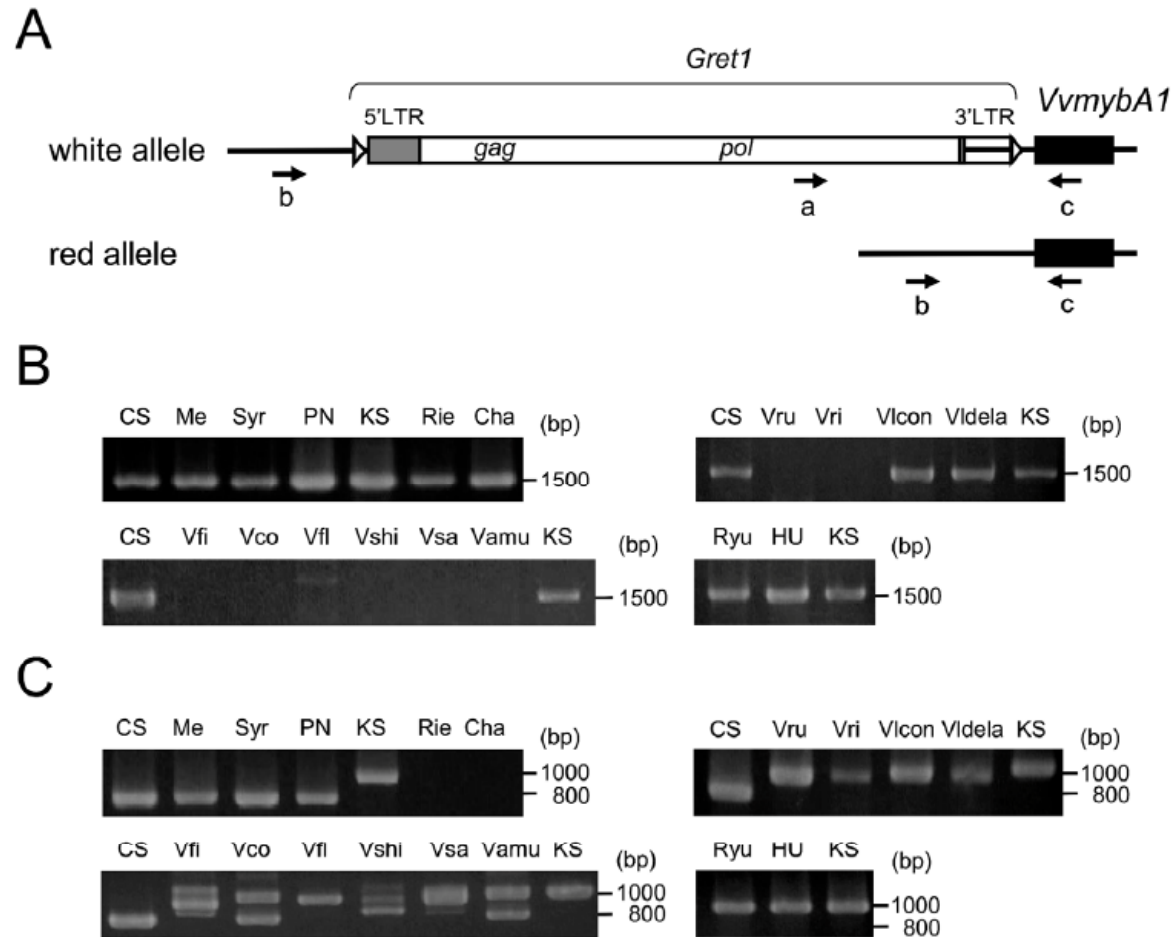 A
Gret1
VvmybA1
5'LTR
3'LTR
white allele
gag
pol
b
a
c
red allele
b
c
B
CS Me Syr PN KS Rie Cha (bp)
1500
CS Vru Vri Vlcon Vldela KS (bp)
1500
CS Vfi Vco Vfl Vshi Vsa Vamu KS (bp)
1500
Ryu HU KS (bp)
1500
C
CS Me Syr PN KS Rie Cha (bp)
1000
800
CS Vru Vri Vlcon Vldela KS (bp)
1000
800
CS Vfi Vco Vfl Vshi Vsa Vamu KS (bp)
1000
800
Ryu HU KS (bp)
1000
800